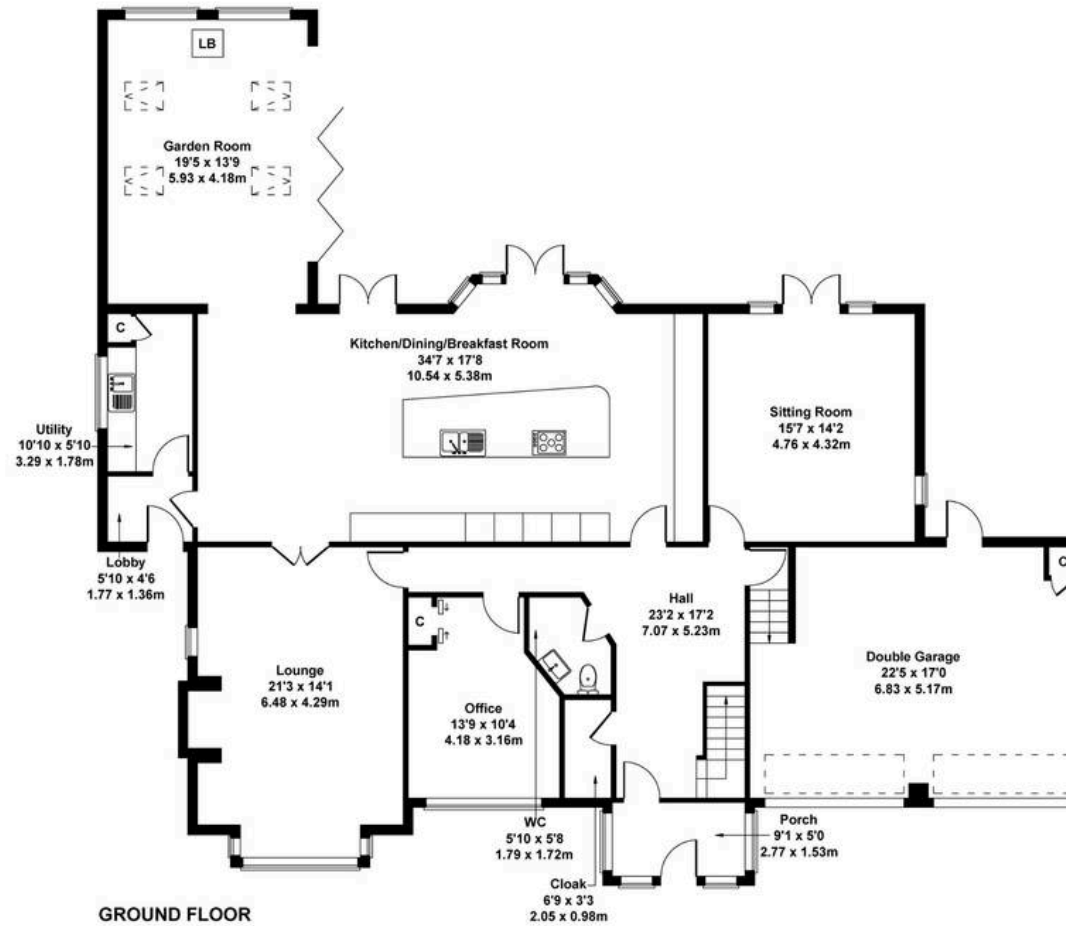 LB
Garden Room
19'5 x 13'9
5.93 x 4.18m
C
Kitchen/Dining/Breakfast Room
34'7 x 17'8
10.54 x 5.38m
Utility
10'10 x 5'10
3.29 x 1.78m
Sitting Room
15'7 x 14'2
4.76 x 4.32m
Lobby
5'10 x 4'6
1.77 x 1.36m
C
Hall
23'2 x 17'2
7.07 x 5.23m
C
Lounge
21'3 x 14'1
6.48 x 4.29m
Office
13'9 x 10'4
4.18 x 3.16m
Double Garage
22'5 x 17'0
6.83 x 5.17m
WC
5'10 x 5'8
1.79 x 1.72m
Porch
9'1 x 5'0
2.77 x 1.53m
Cloak
6'9 x 3'3
2.05 x 0.98m
GROUND FLOOR